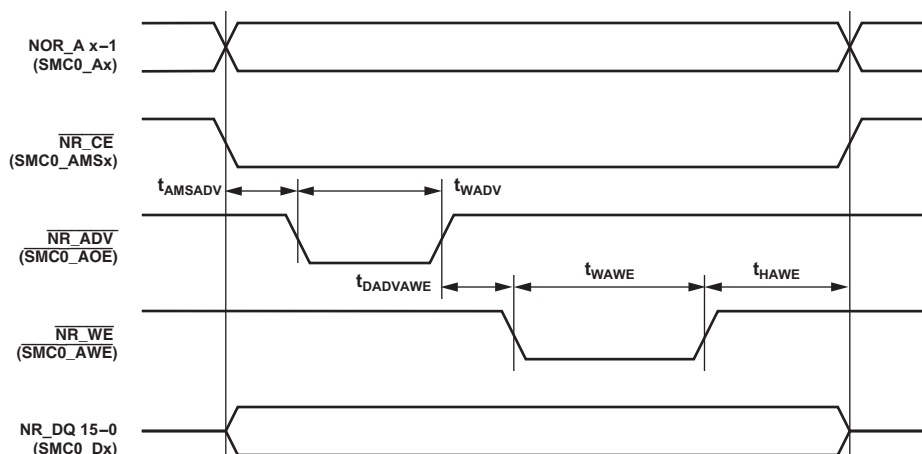 NOR_A x–1
(SMC0_Ax)
NR_CE
(SMC0_AMSx)
tAMSADV
tWADV
NR_ADV
(SMC0_AOE)
tDADVAWE
tWAWE
tHAWE
NR_WE
(SMC0_AWE)
NR_DQ 15–0
(SMC0_Dx)